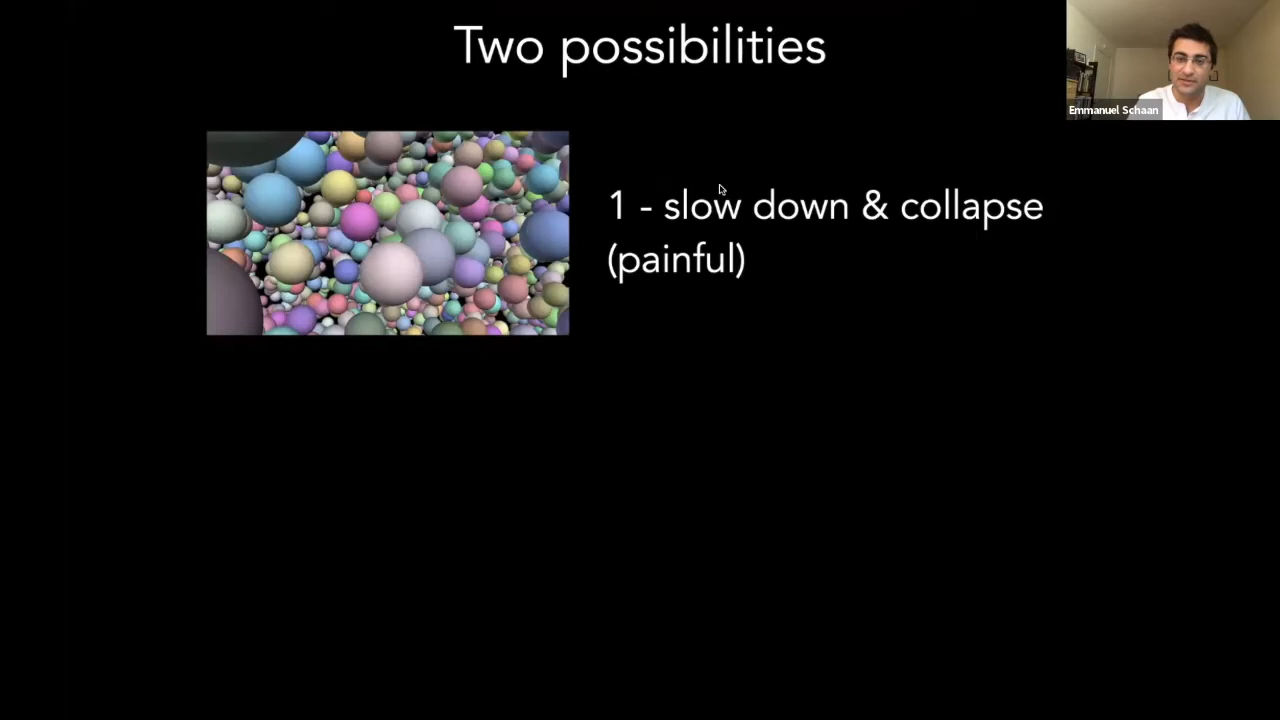 Two possibilities
Emmanuel Schaan
1 - slow down & collapse
(painful)